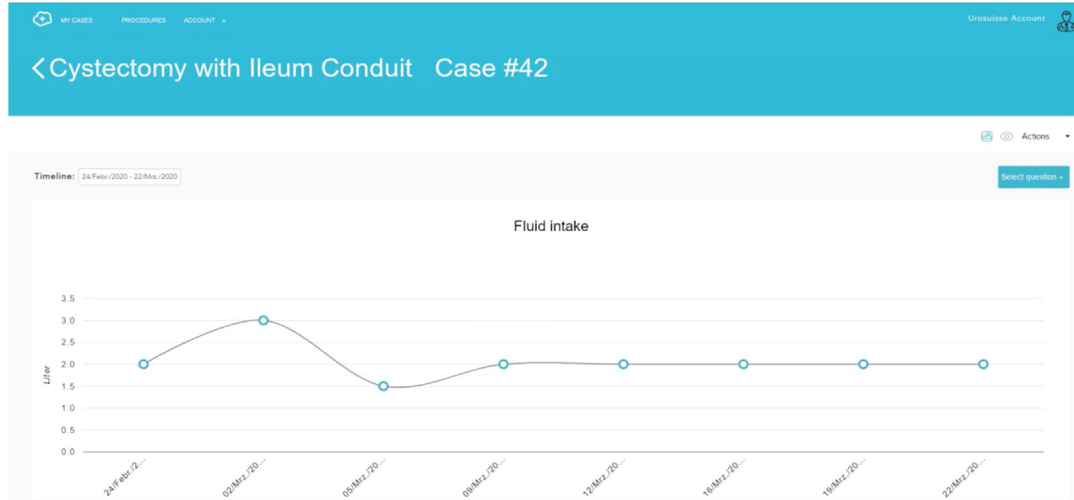 MY CASES PROCEDURES ACCOUNT Urosuisse Account
Cystectomy with Ileum Conduit Case #42
Actions
Timeline: 24/Febr./2020 - 22/Mrz./2020 Select question
Fluid intake
3.5
3.0
2.5
2.0
1.5
1.0
0.5
0.0
Liter
24/Febr./2...
02/Mrz./20...
05/Mrz./20...
09/Mrz./20...
12/Mrz./20...
16/Mrz./20...
19/Mrz./20...
22/Mrz./20...